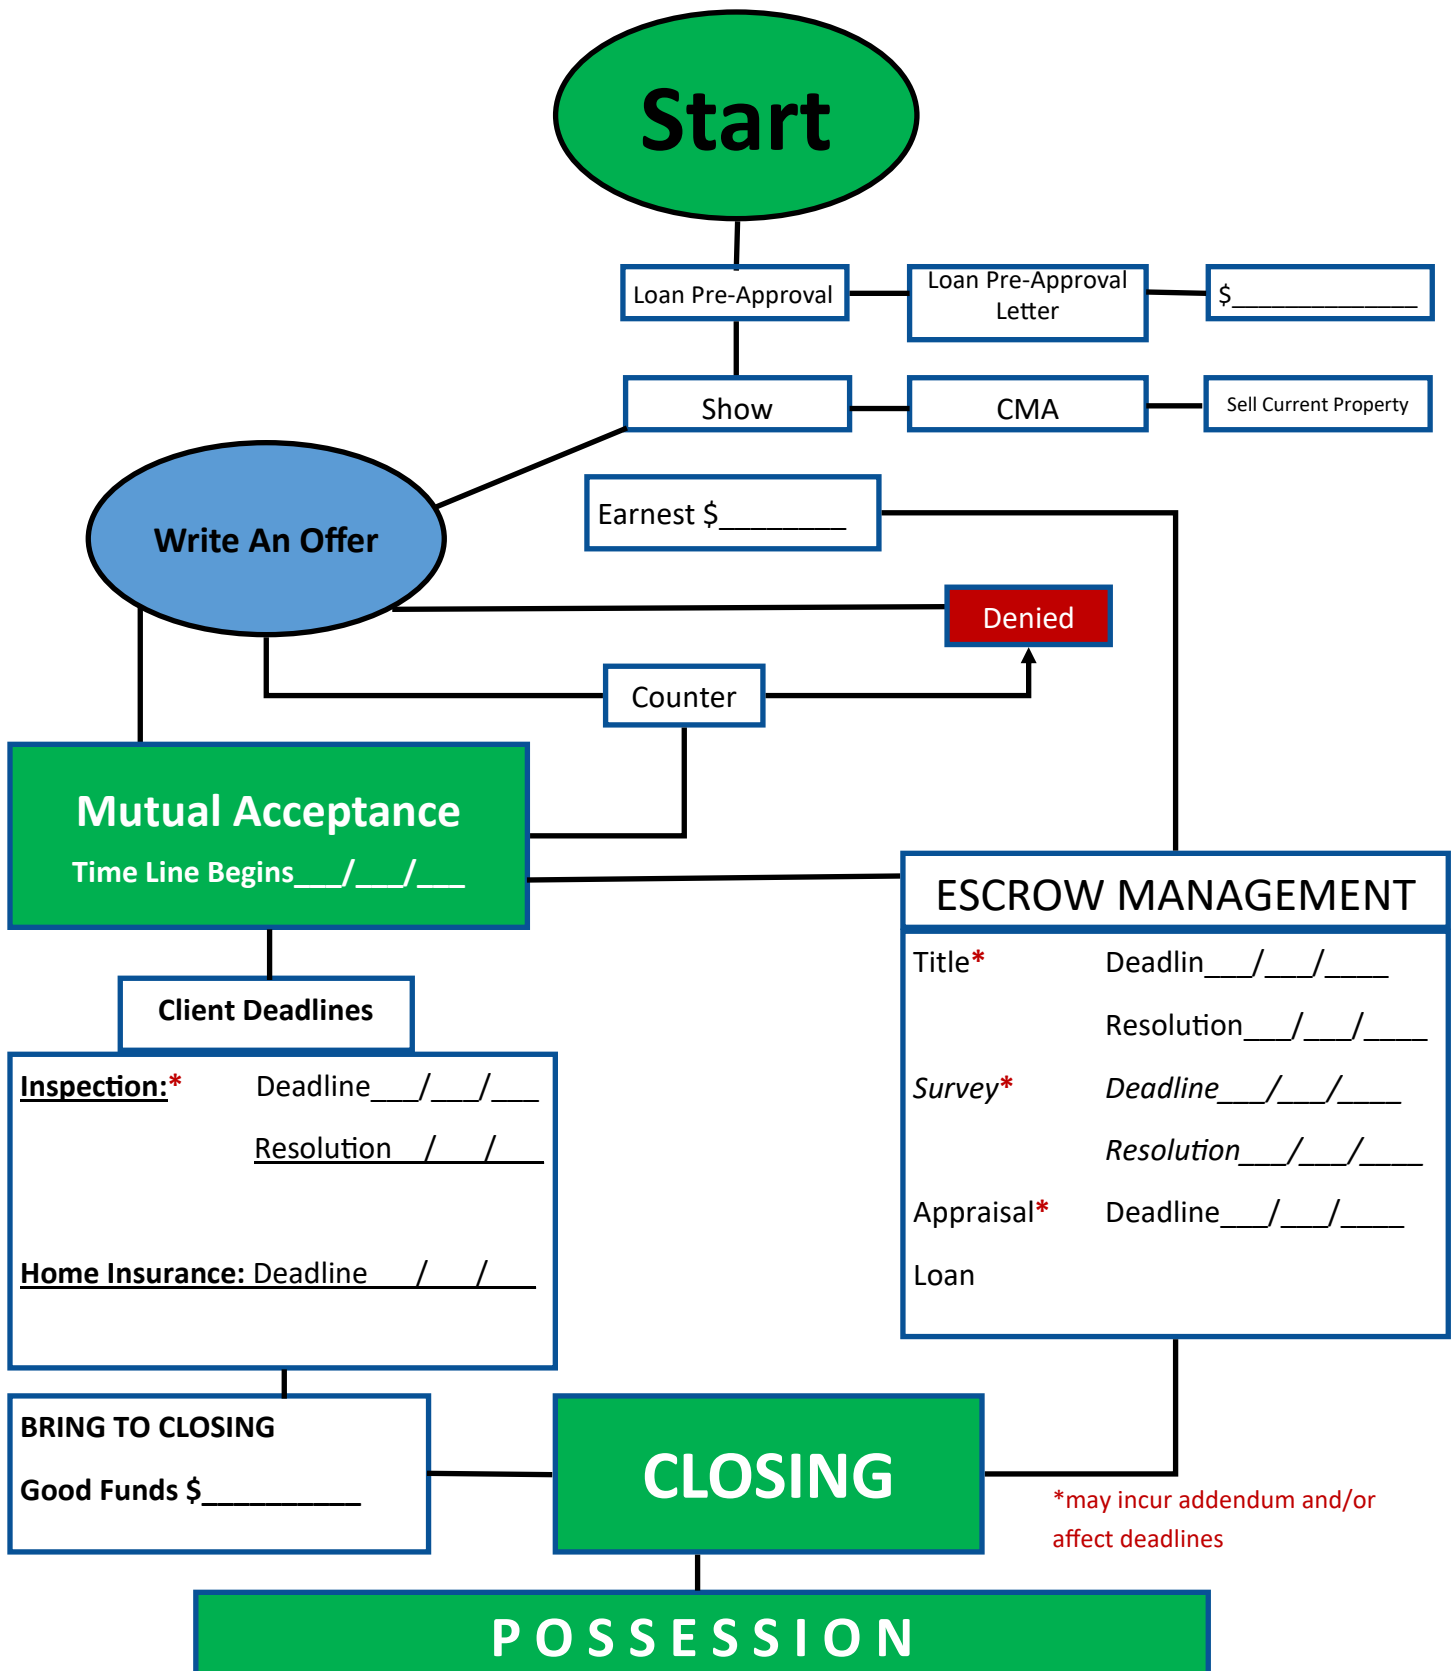 Start
Loan Pre-Approval
Loan Pre-Approval
Letter
$______________
Show
CMA
Sell Current Property
Write An Offer
Earnest $________
Denied
Counter
Mutual Acceptance
Time Line Begins___/___/___
ESCROW MANAGEMENT
Title* Deadlin___/___/____
Resolution___/___/____
Survey* Deadline___/___/____
Resolution___/___/____
Appraisal* Deadline___/___/____
Loan
Client Deadlines
Inspection:* Deadline___/___/___
Resolution___/___/___
Home Insurance: Deadline___/___/___
BRING TO CLOSING
Good Funds $__________
CLOSING
*may incur addendum and/or
affect deadlines
P O S S E S S I O N